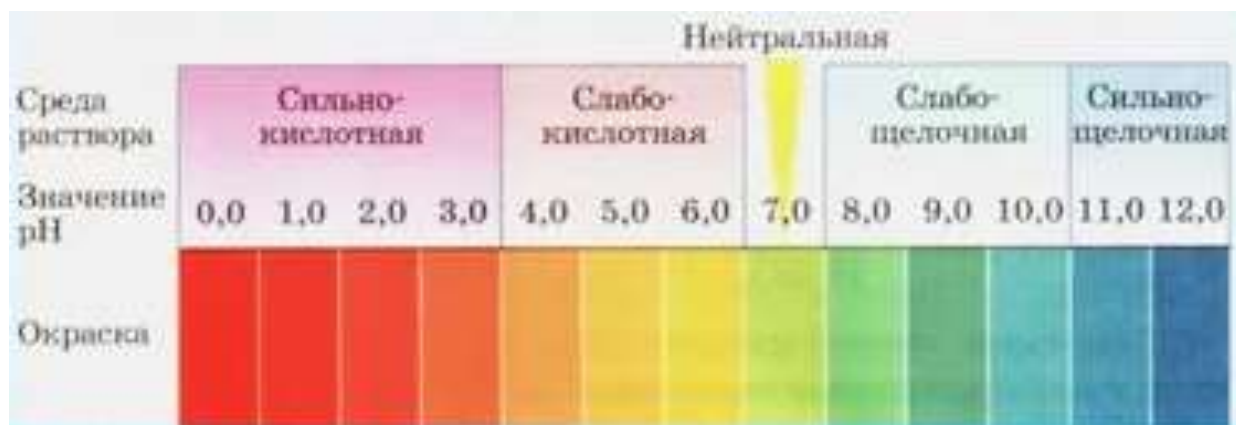 Нейтральная
Среда раствора
Сильно-кислотная
Слабо-кислотная
Слабо-щелочная
Сильно-щелочная
Значение pH
0,0 1,0 2,0 3,0 4,0 5,0 6,0 7,0 8,0 9,0 10,0 11,0 12,0
Окраска